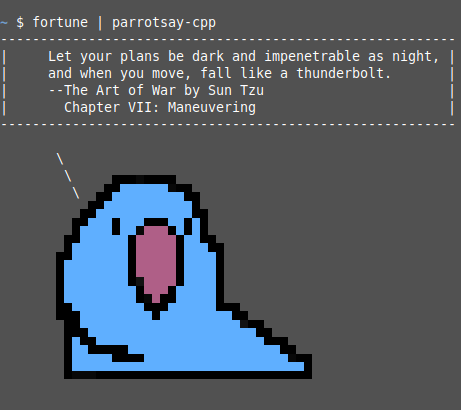 ~ $ fortune | parrotsay-cpp
---------------------------------------------------------
|     Let your plans be dark and impenetrable as night, |
|     and when you move, fall like a thunderbolt.       |
|     --The Art of War by Sun Tzu                       |
|       Chapter VII: Maneuvering                        |
---------------------------------------------------------
\
\
\